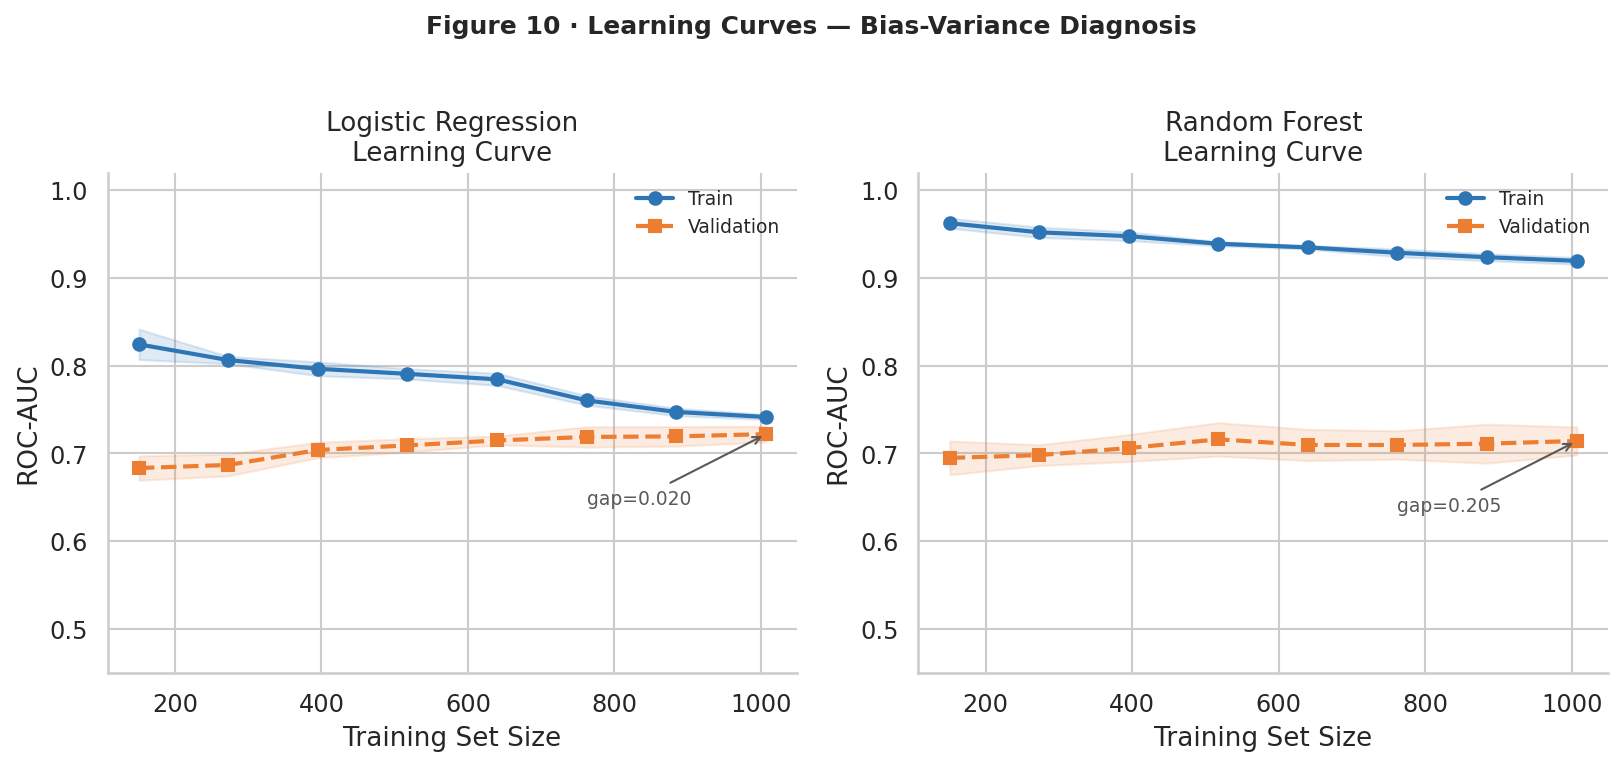 Figure 10 · Learning Curves — Bias-Variance Diagnosis
Logistic Regression
Learning Curve
1.0
0.9
0.8
0.7
0.6
0.5
ROC-AUC
Train
Validation
gap=0.020
200
400
600
800
1000
Training Set Size
Random Forest
Learning Curve
1.0
0.9
0.8
0.7
0.6
0.5
ROC-AUC
Train
Validation
gap=0.205
200
400
600
800
1000
Training Set Size